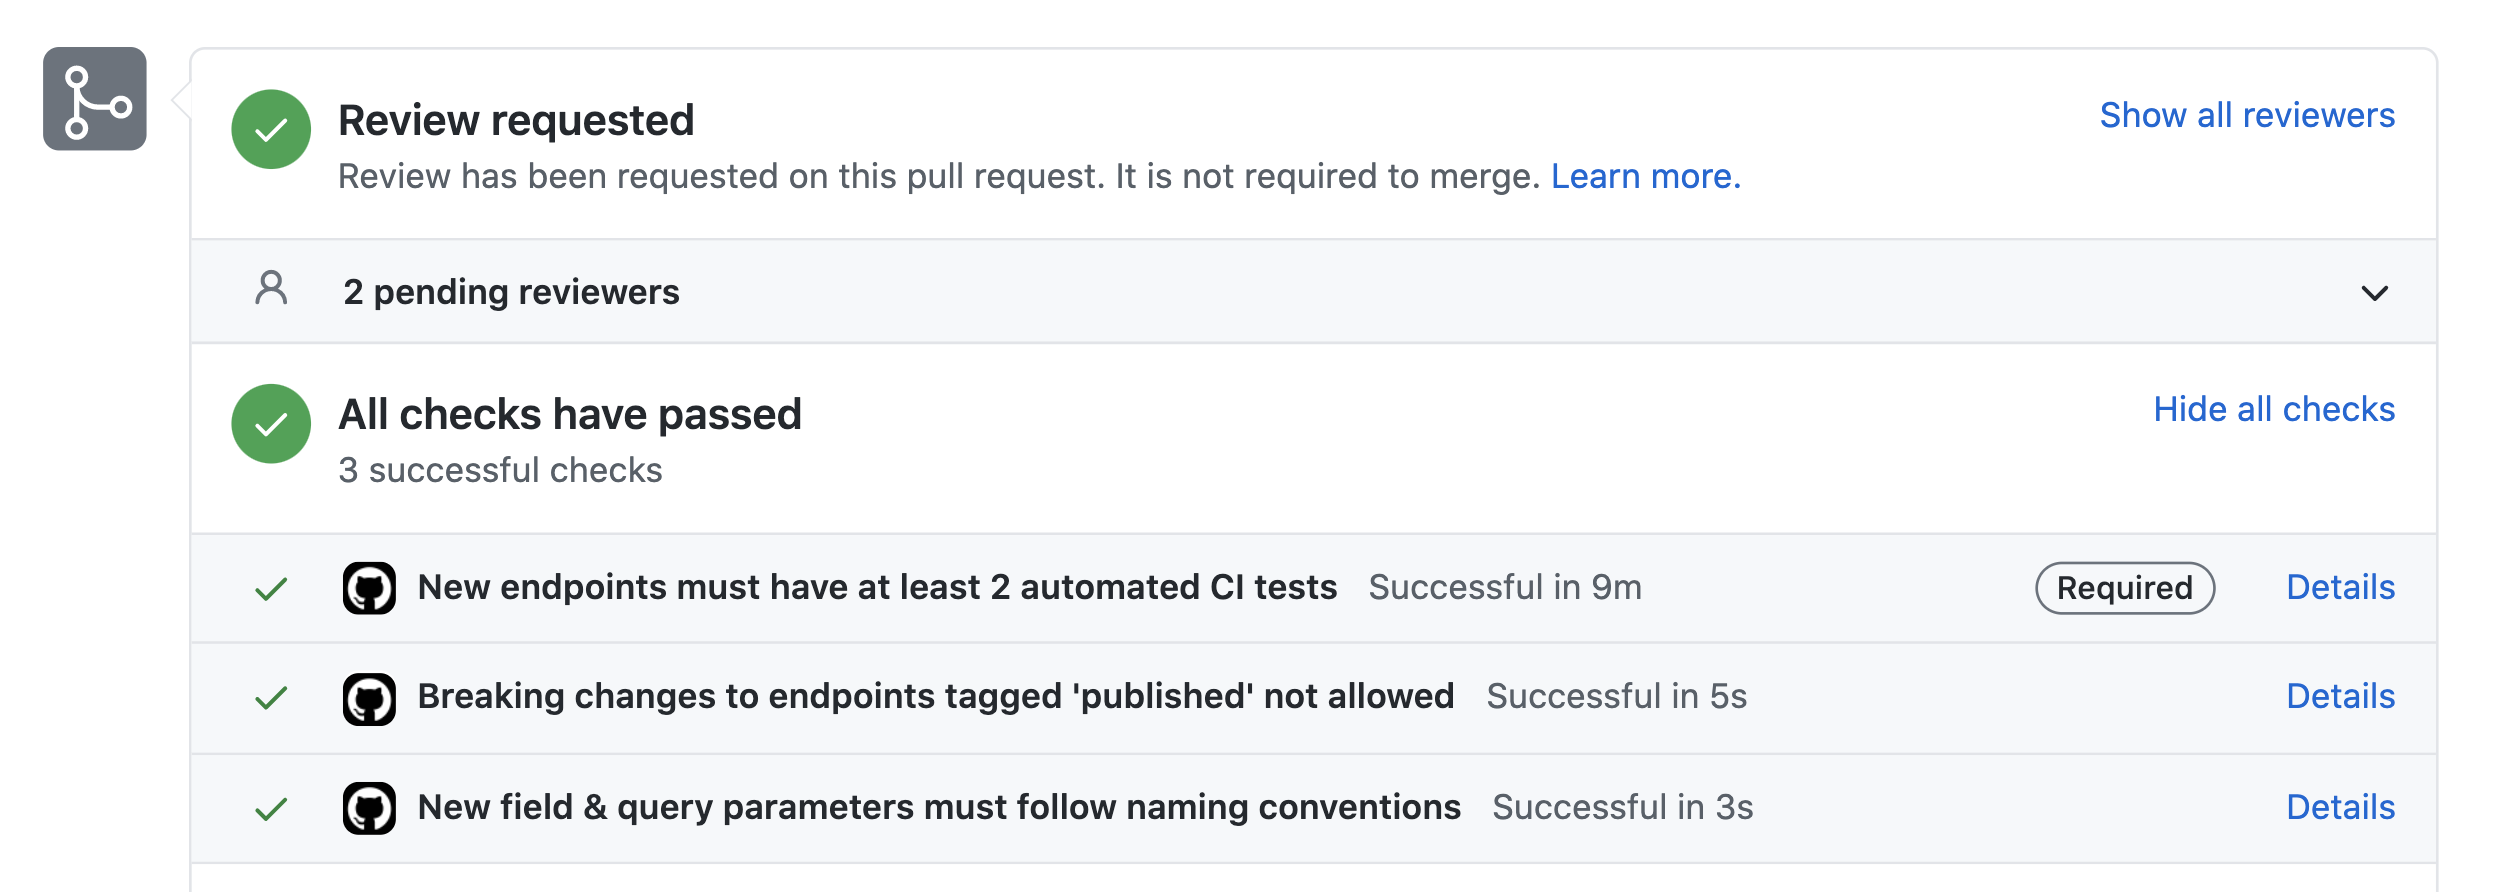 Review requested
Show all reviewers
Review has been requested on this pull request. It is not required to merge. Learn more.
2 pending reviewers
All checks have passed
Hide all checks
3 successful checks
New endpoints must have at least 2 automated CI tests Successful in 9m Required Details
Breaking changes to endpoints tagged 'published' not allowed Successful in 5s Details
New field & query parameters must follow naming conventions Successful in 3s Details